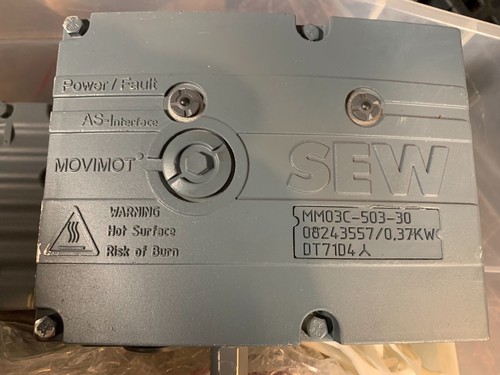 Power/Fault
AS-Interface
MOVIMOT®
SEW
WARNING
Hot Surface
Risk of Burn
MM03C-503-30
08243557/0,37KW
DT71D4 人